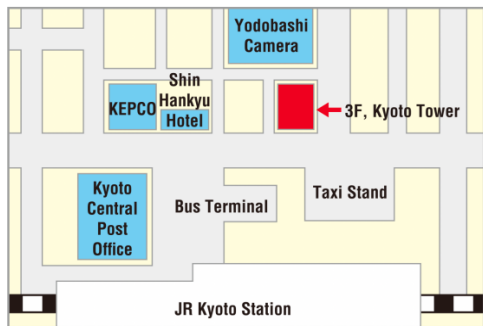 Yodobashi
Camera
Shin
Hankyu
Hotel
KEPCO
3F, Kyoto Tower
Kyoto
Central
Post
Office
Bus Terminal
Taxi Stand
JR Kyoto Station